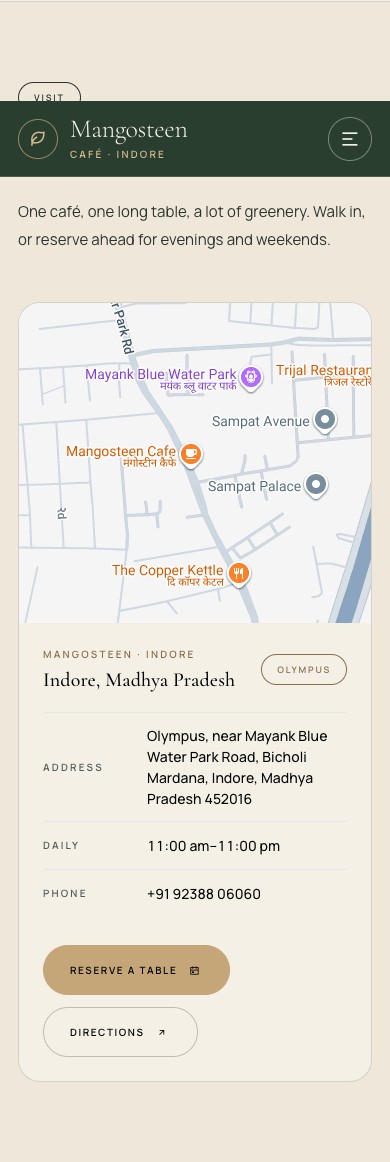 VISIT
Mangosteen
CAFÉ · INDORE
One café, one long table, a lot of greenery. Walk in,
or reserve ahead for evenings and weekends.
r Park Rd
Mayank Blue Water Park
मयंक ब्लू वाटर पार्क
Trijal Restauran
त्रिजल रेस्टोरें
Sampat Avenue
Mangosteen Cafe
मंगोस्टीन कैफे
Sampat Palace
The Copper Kettle
दि कॉपर केटल
MANGOSTEEN · INDORE
Indore, Madhya Pradesh
OLYMPUS
ADDRESS
Olympus, near Mayank Blue
Water Park Road, Bicholi
Mardana, Indore, Madhya
Pradesh 452016
DAILY
11:00 am–11:00 pm
PHONE
+91 92388 06060
RESERVE A TABLE
DIRECTIONS